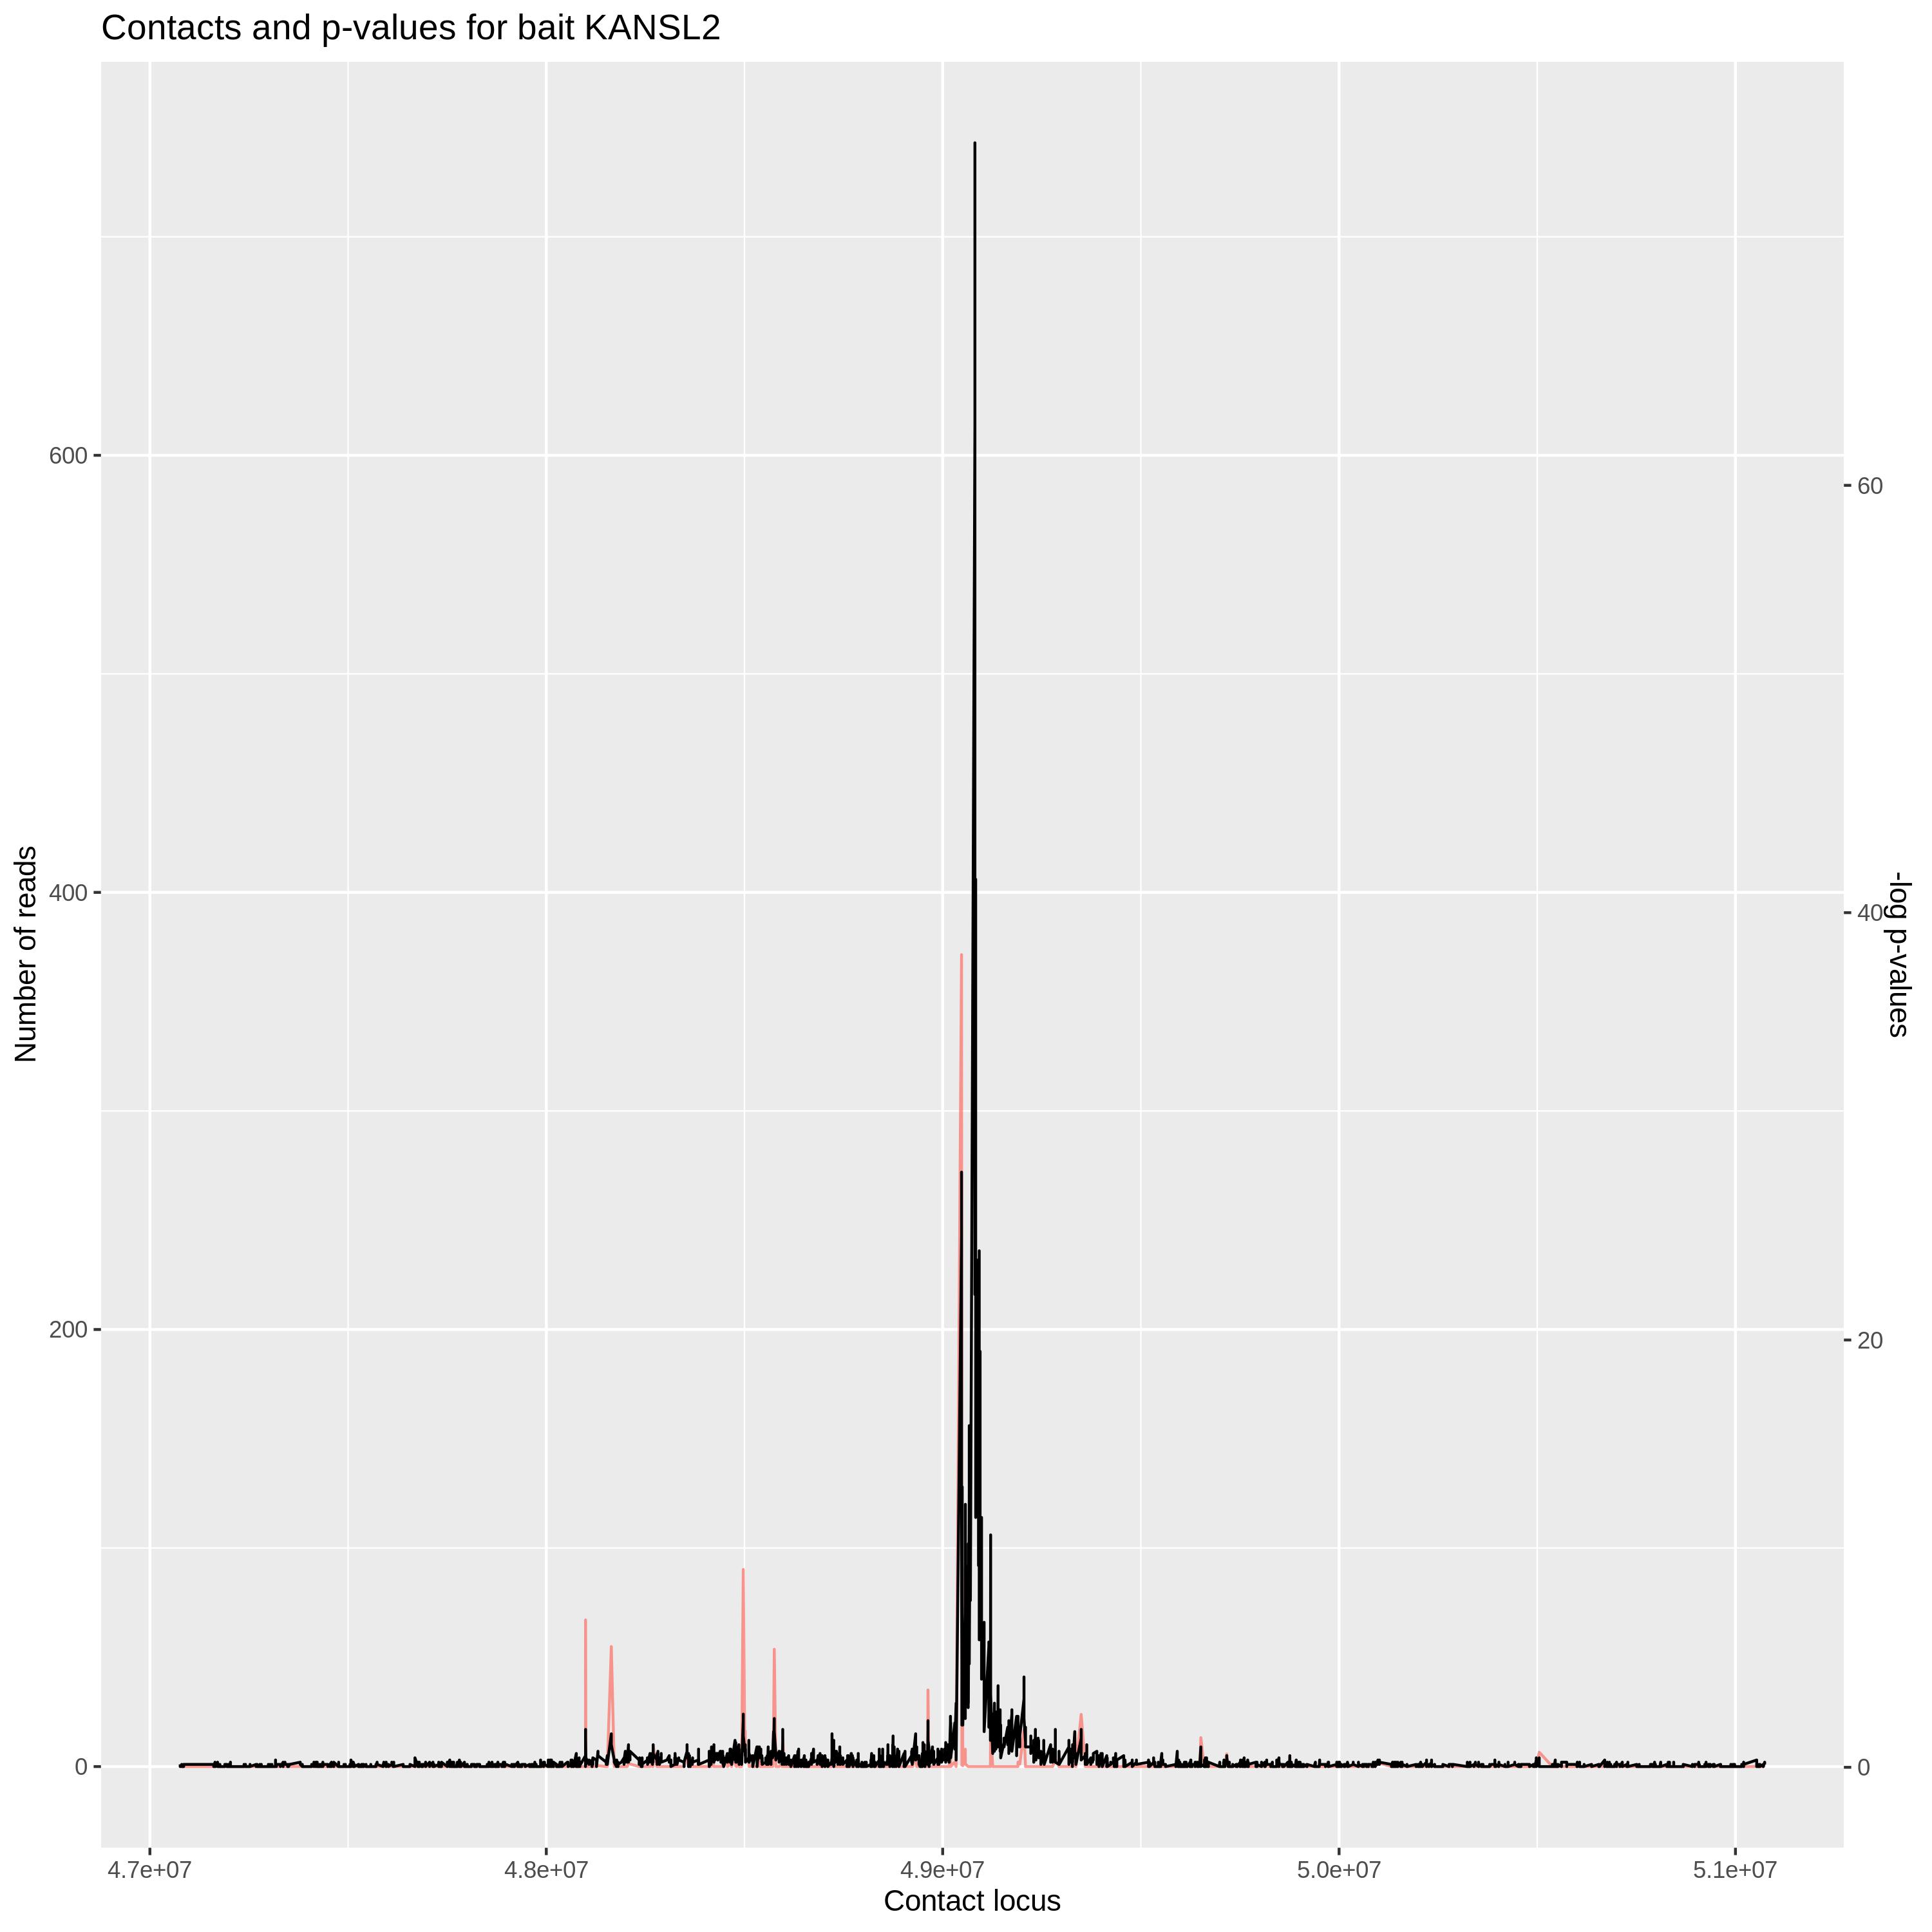 Contacts and p-values for bait KANSL2
600
400
200
0
Number of reads
60
40
20
0
-log p-values
4.7e+07
4.8e+07
4.9e+07
5.0e+07
5.1e+07
Contact locus